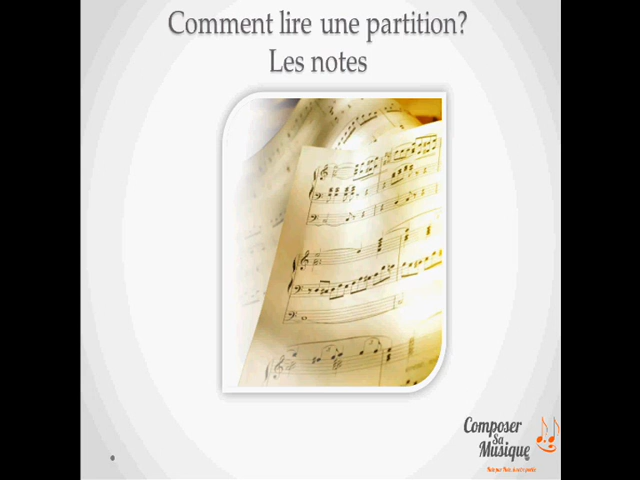 Comment lire une partition?
Les notes
Composer
Sa
Musique